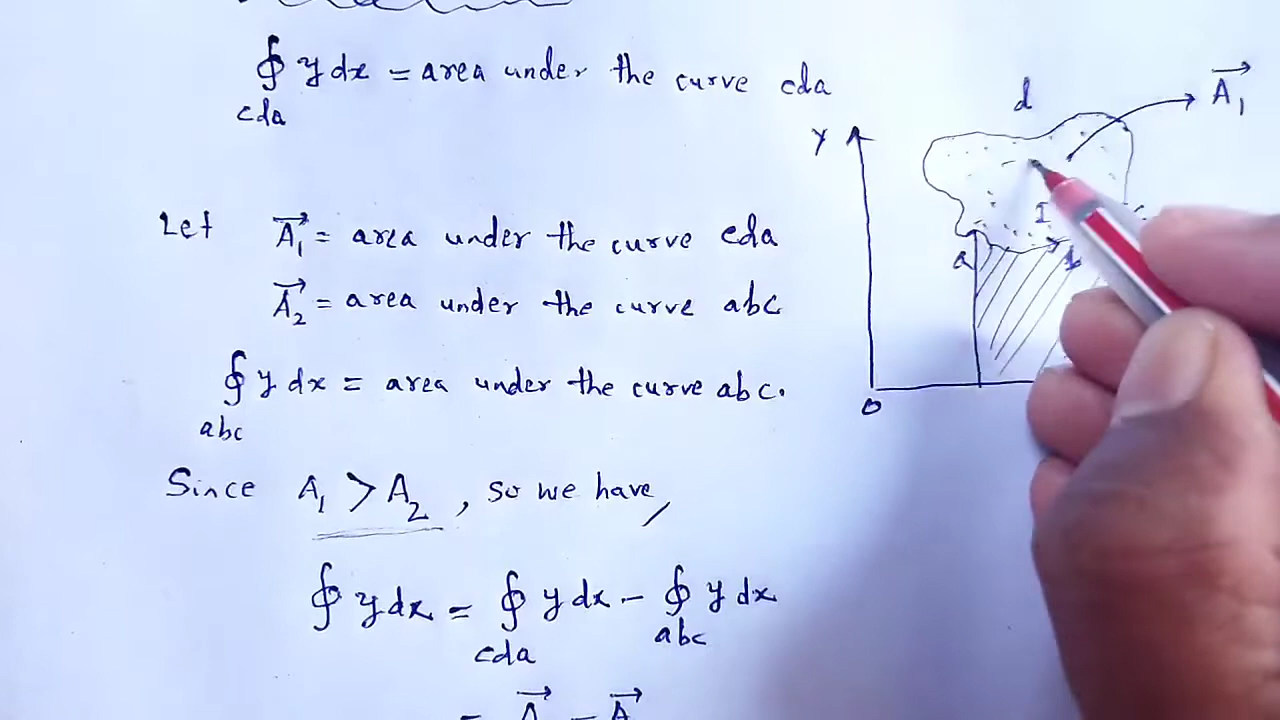 ∮ y dx = area under the curve cda
cda
Let A⃗₁ = area under the curve cda
A⃗₂ = area under the curve abc
∮ y dx = area under the curve abc.
abc
Since A₁ > A₂, so we have,
∮ y dx = ∮ y dx − ∮ y dx
cda abc
= A⃗ − A⃗
d
A⃗₁
Y
I
a
O